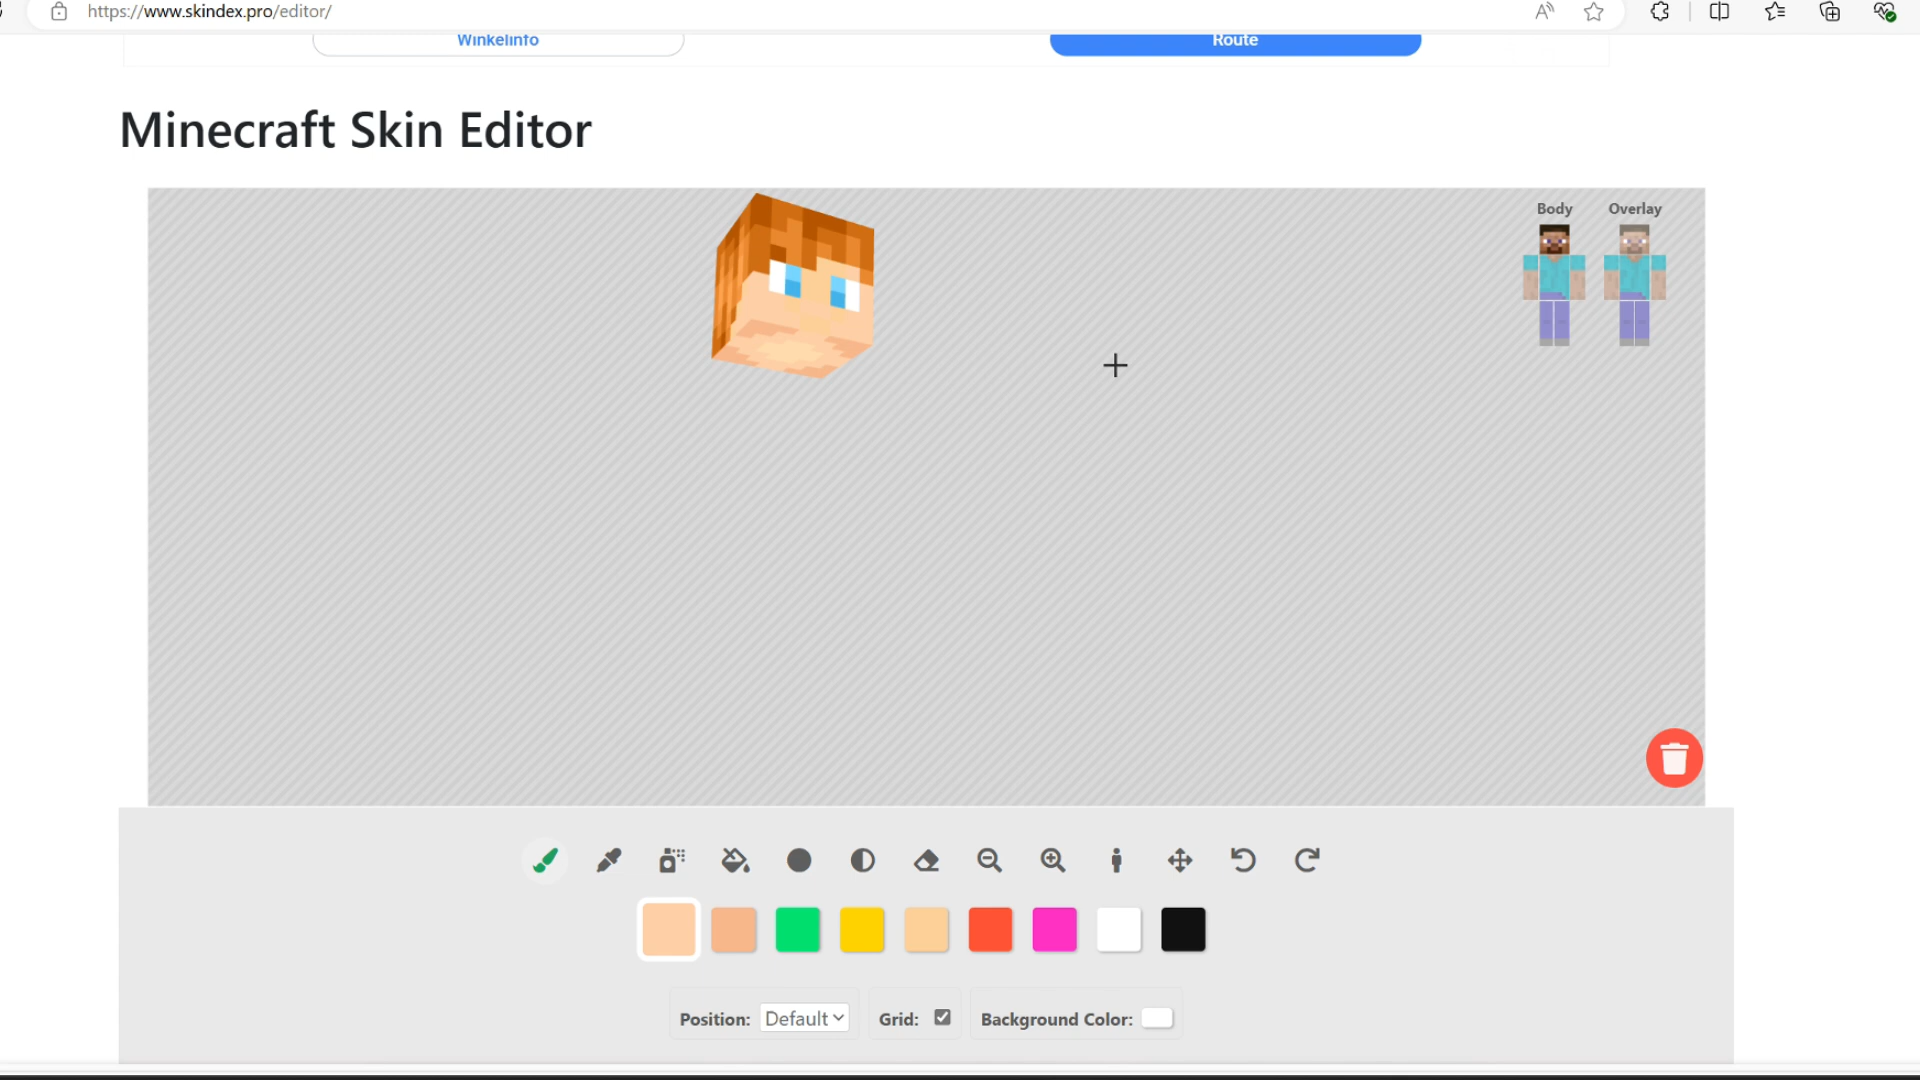 https://www.skindex.pro/editor/
Winkelinfo
Route
Minecraft Skin Editor
Body
Overlay
Position: Default
Grid:
Background Color: